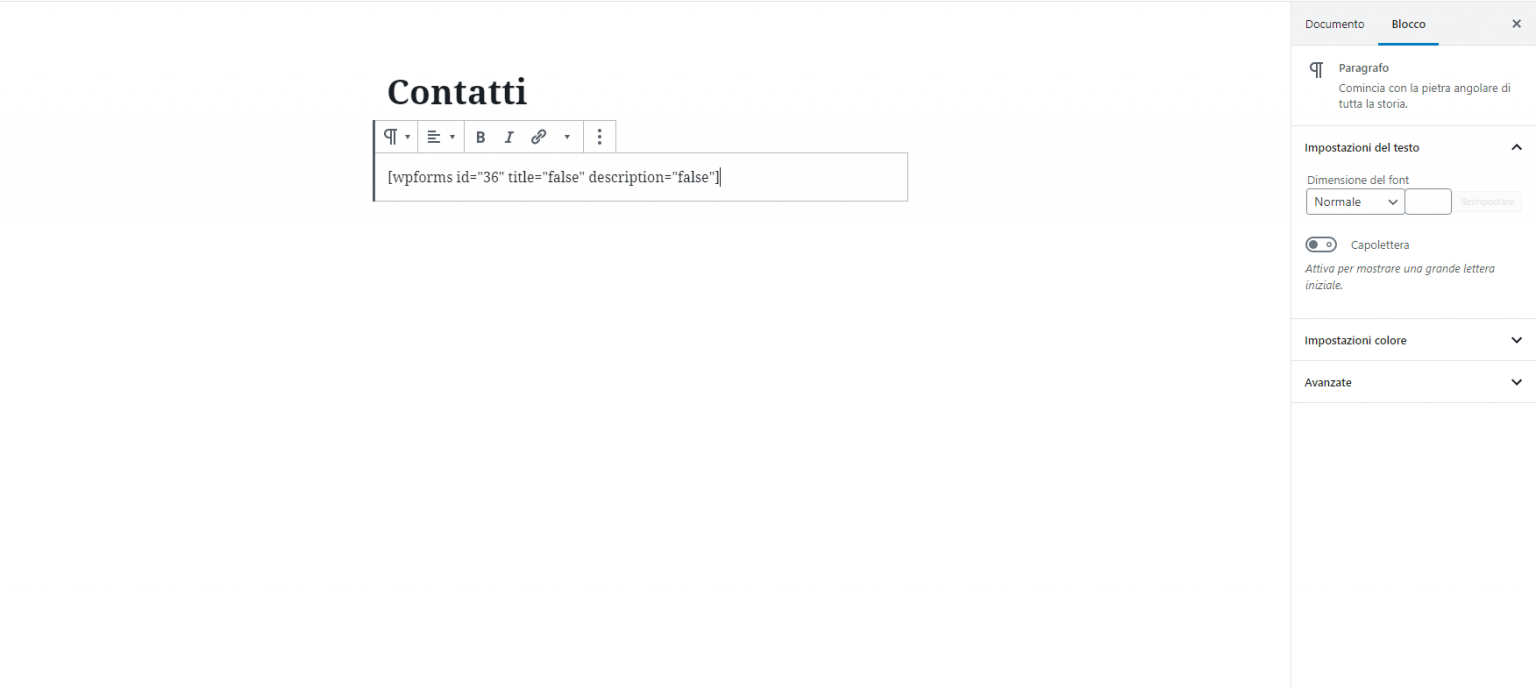 Documento
Blocco
Contatti
Paragrafo
Comincia con la pietra angolare di
tutta la storia.
B I
[wpforms id="36" title="false" description="false"]
Impostazioni del testo
Dimensione del font
Normale
Reimpostare
Capolettera
Attiva per mostrare una grande lettera
iniziale.
Impostazioni colore
Avanzate